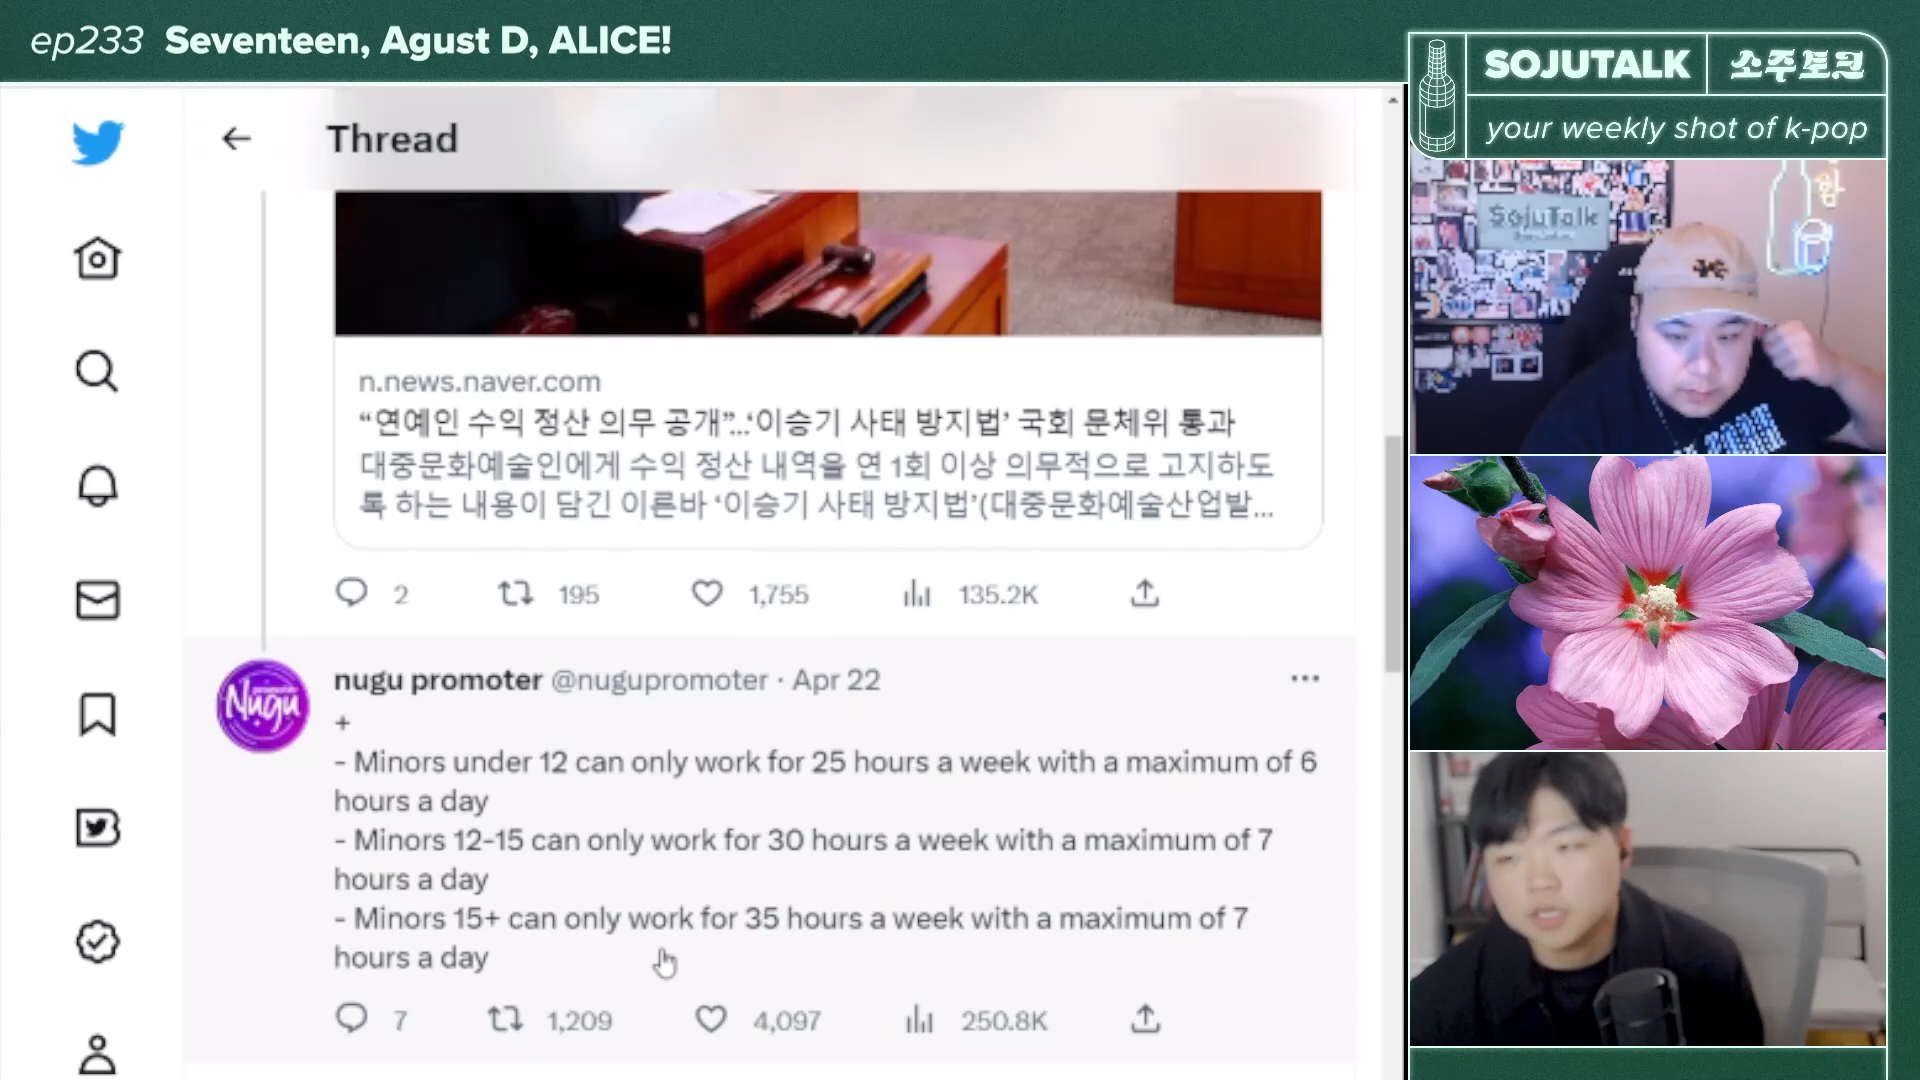 ep233 Seventeen, Agust D, ALICE!
SOJUTALK 소주토크
your weekly shot of k-pop
Thread
n.news.naver.com
“연예인 수익 정산 의무 공개”...‘이승기 사태 방지법’ 국회 문체위 통과
대중문화예술인에게 수익 정산 내역을 연 1회 이상 의무적으로 고지하도
록 하는 내용이 담긴 이른바 ‘이승기 사태 방지법’(대중문화예술산업발...
2 195 1,755 135.2K
Nugu
nugu promoter @nugupromoter · Apr 22
+
- Minors under 12 can only work for 25 hours a week with a maximum of 6
hours a day
- Minors 12-15 can only work for 30 hours a week with a maximum of 7
hours a day
- Minors 15+ can only work for 35 hours a week with a maximum of 7
hours a day
7 1,209 4,097 250.8K
SojuTalk